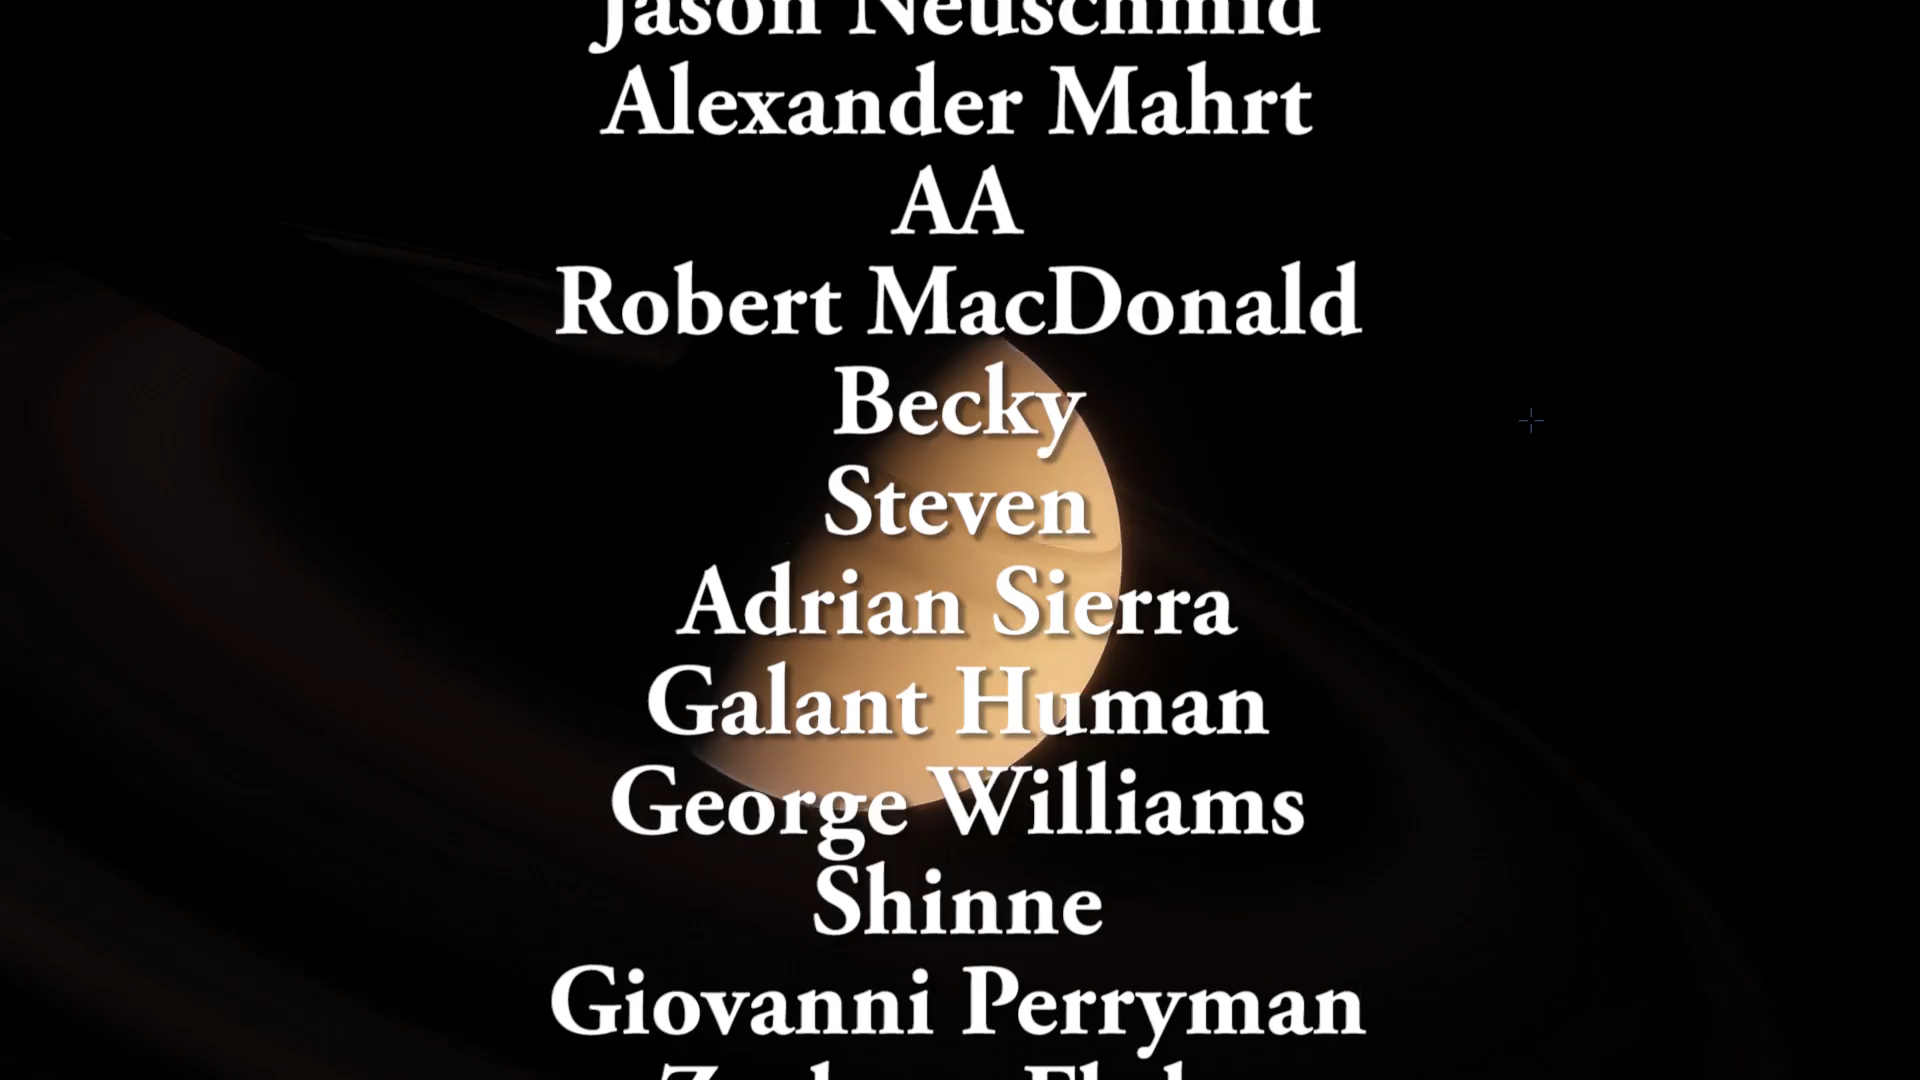 Jason Neuschmid
Alexander Mahrt
AA
Robert MacDonald
Becky
Steven
Adrian Sierra
Galant Human
George Williams
Shinne
Giovanni Perryman